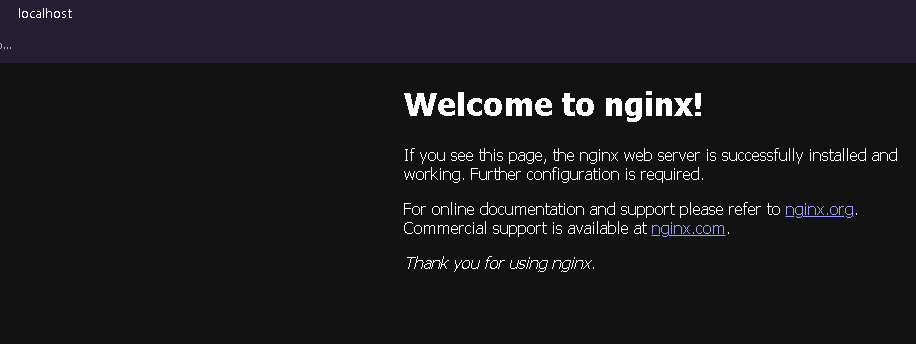 localhost
o...
Welcome to nginx!
If you see this page, the nginx web server is successfully installed and
working. Further configuration is required.
For online documentation and support please refer to nginx.org.
Commercial support is available at nginx.com.
Thank you for using nginx.